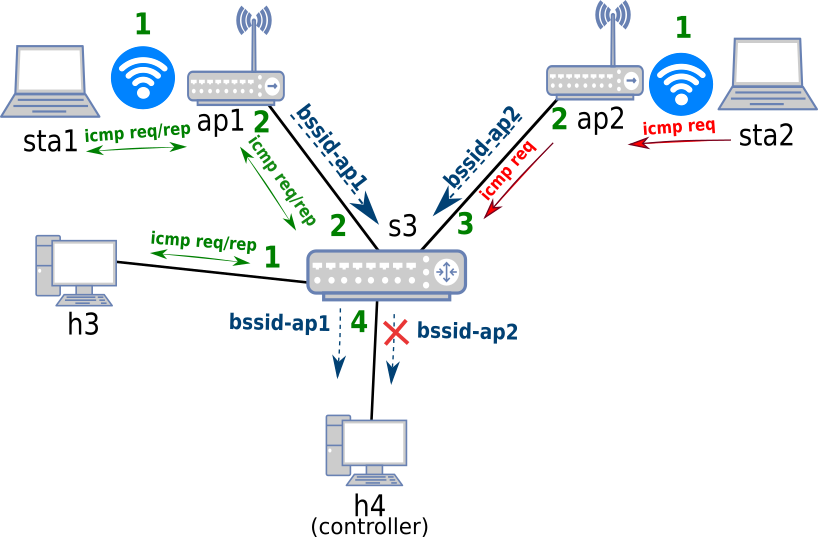 1
1
sta1
icmp req/rep
ap1
2
bssid-ap1
bssid-ap2
2
ap2
icmp req
sta2
icmp req/rep
icmp req
2
s3
3
icmp req/rep
1
h3
bssid-ap1
4
bssid-ap2
h4
(controller)